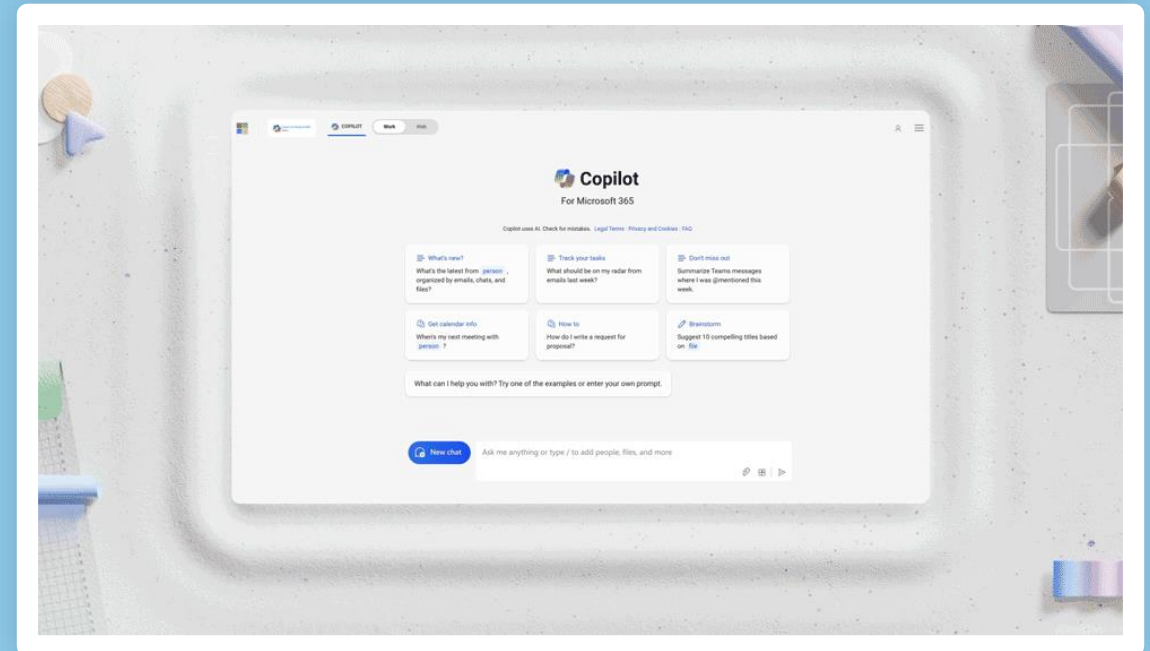 COPILOT Work Web
Copilot
For Microsoft 365
Copilot uses AI. Check for mistakes. Legal Terms Privacy and Cookies FAQ
What's new?
What's the latest from person ,
organized by emails, chats, and
files?
Track your tasks
What should be on my radar from
emails last week?
Don't miss out
Summarize Teams messages
where I was @mentioned this
week.
Get calendar info
When's my next meeting with
person ?
How to
How do I write a request for
proposal?
Brainstorm
Suggest 10 compelling titles based
on file
What can I help you with? Try one of the examples or enter your own prompt.
New chat
Ask me anything or type / to add people, files, and more